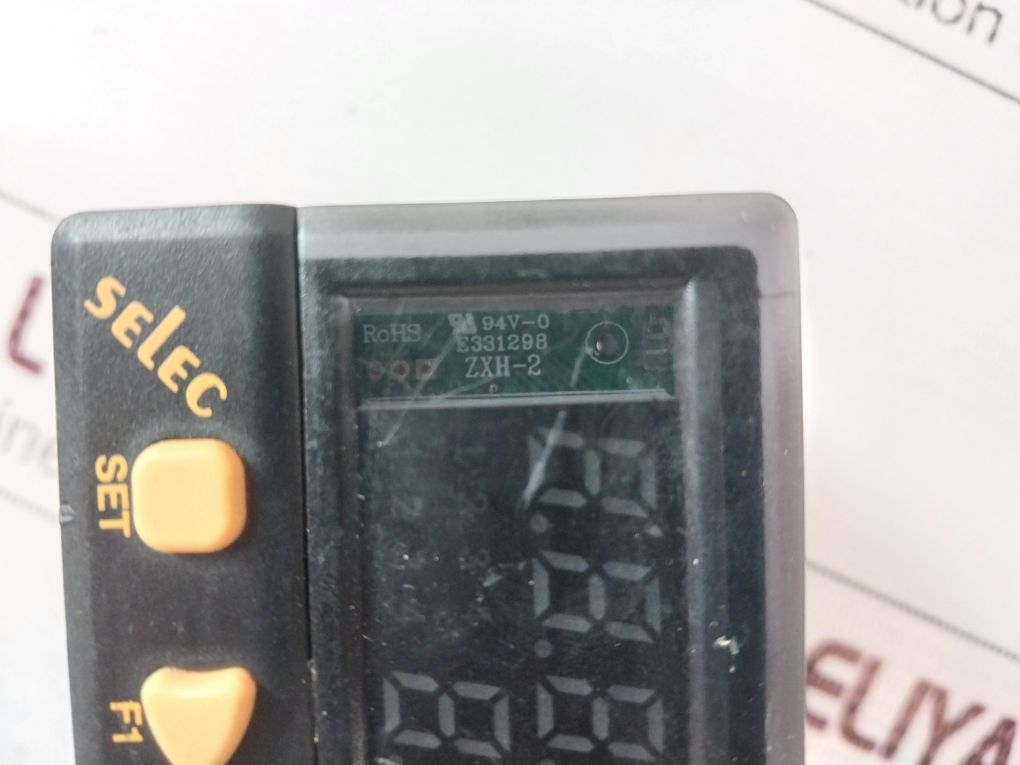 SELEC
SET
F1
RoHS
94V-0
E331298
ZXH-2
ELIYA